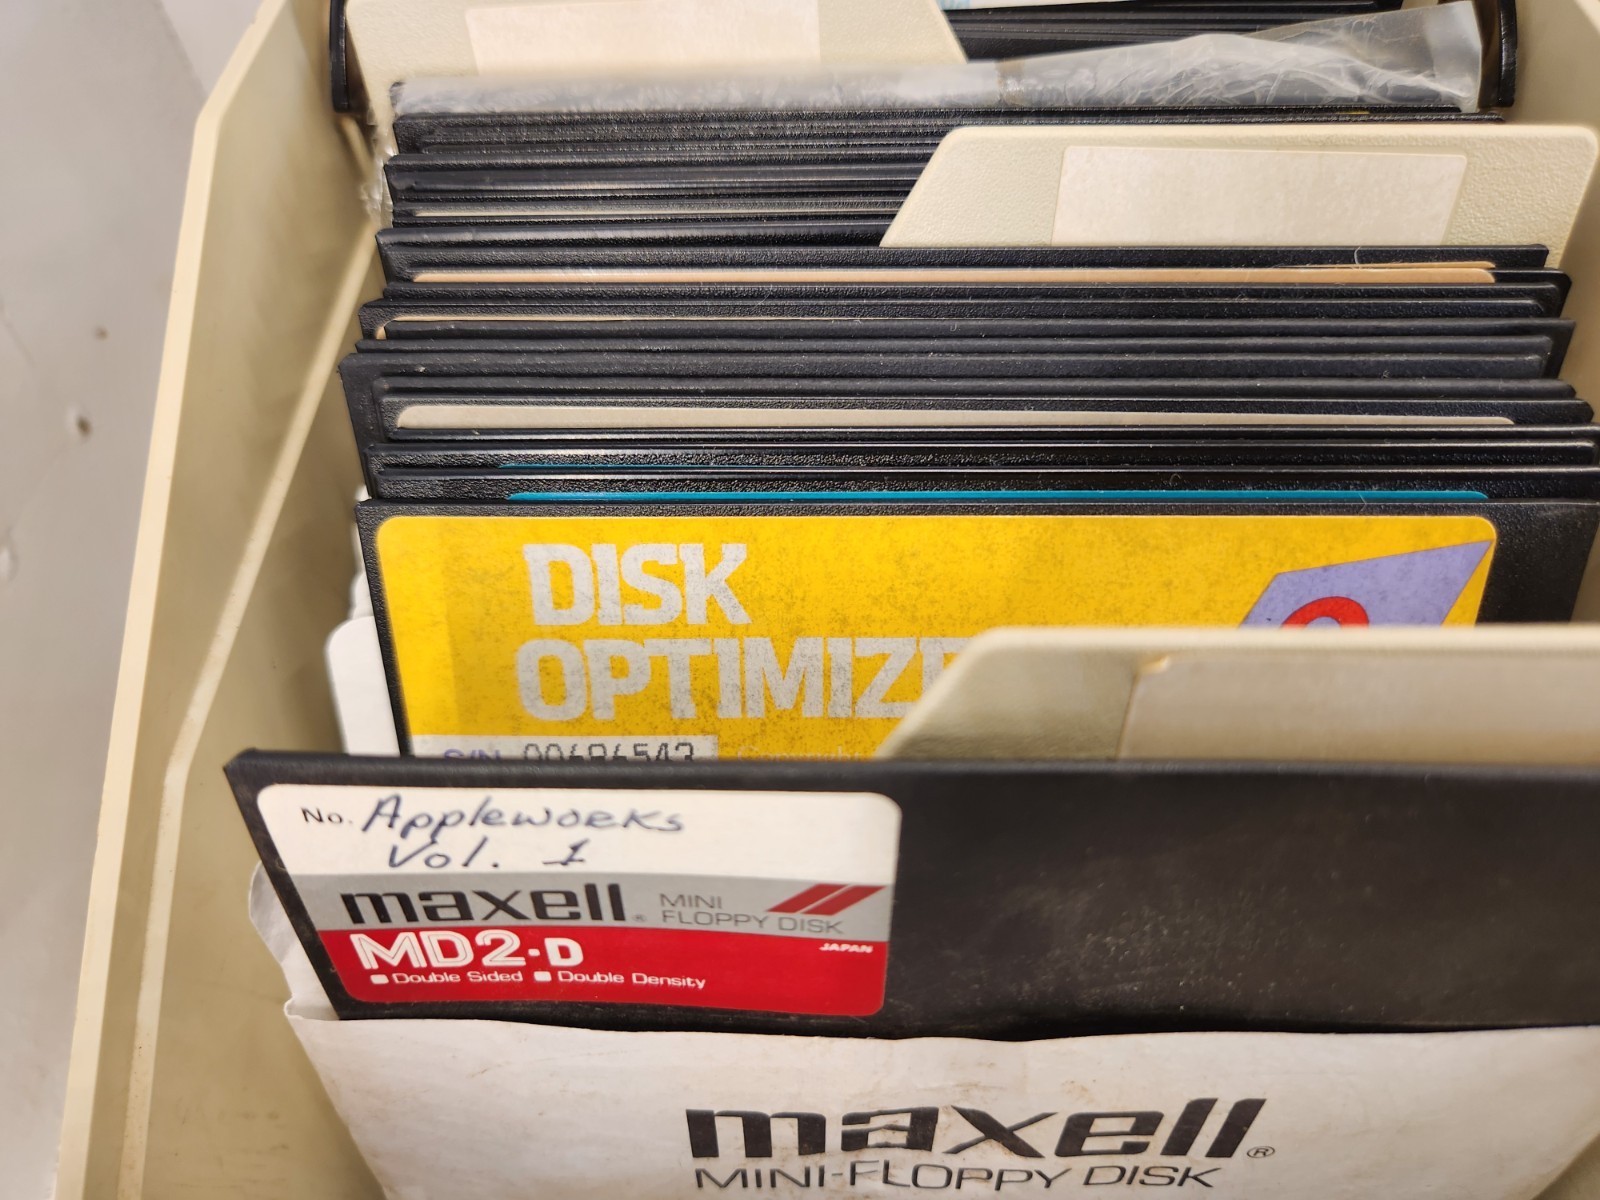 DISK
OPTIMIZE
S/N 00686543
No. Appleworks
Vol. 1
maxell® MINI
FLOPPY DISK
MD2-D
JAPAN
Double Sided Double Density
maxell®
MINI-FLOPPY DISK